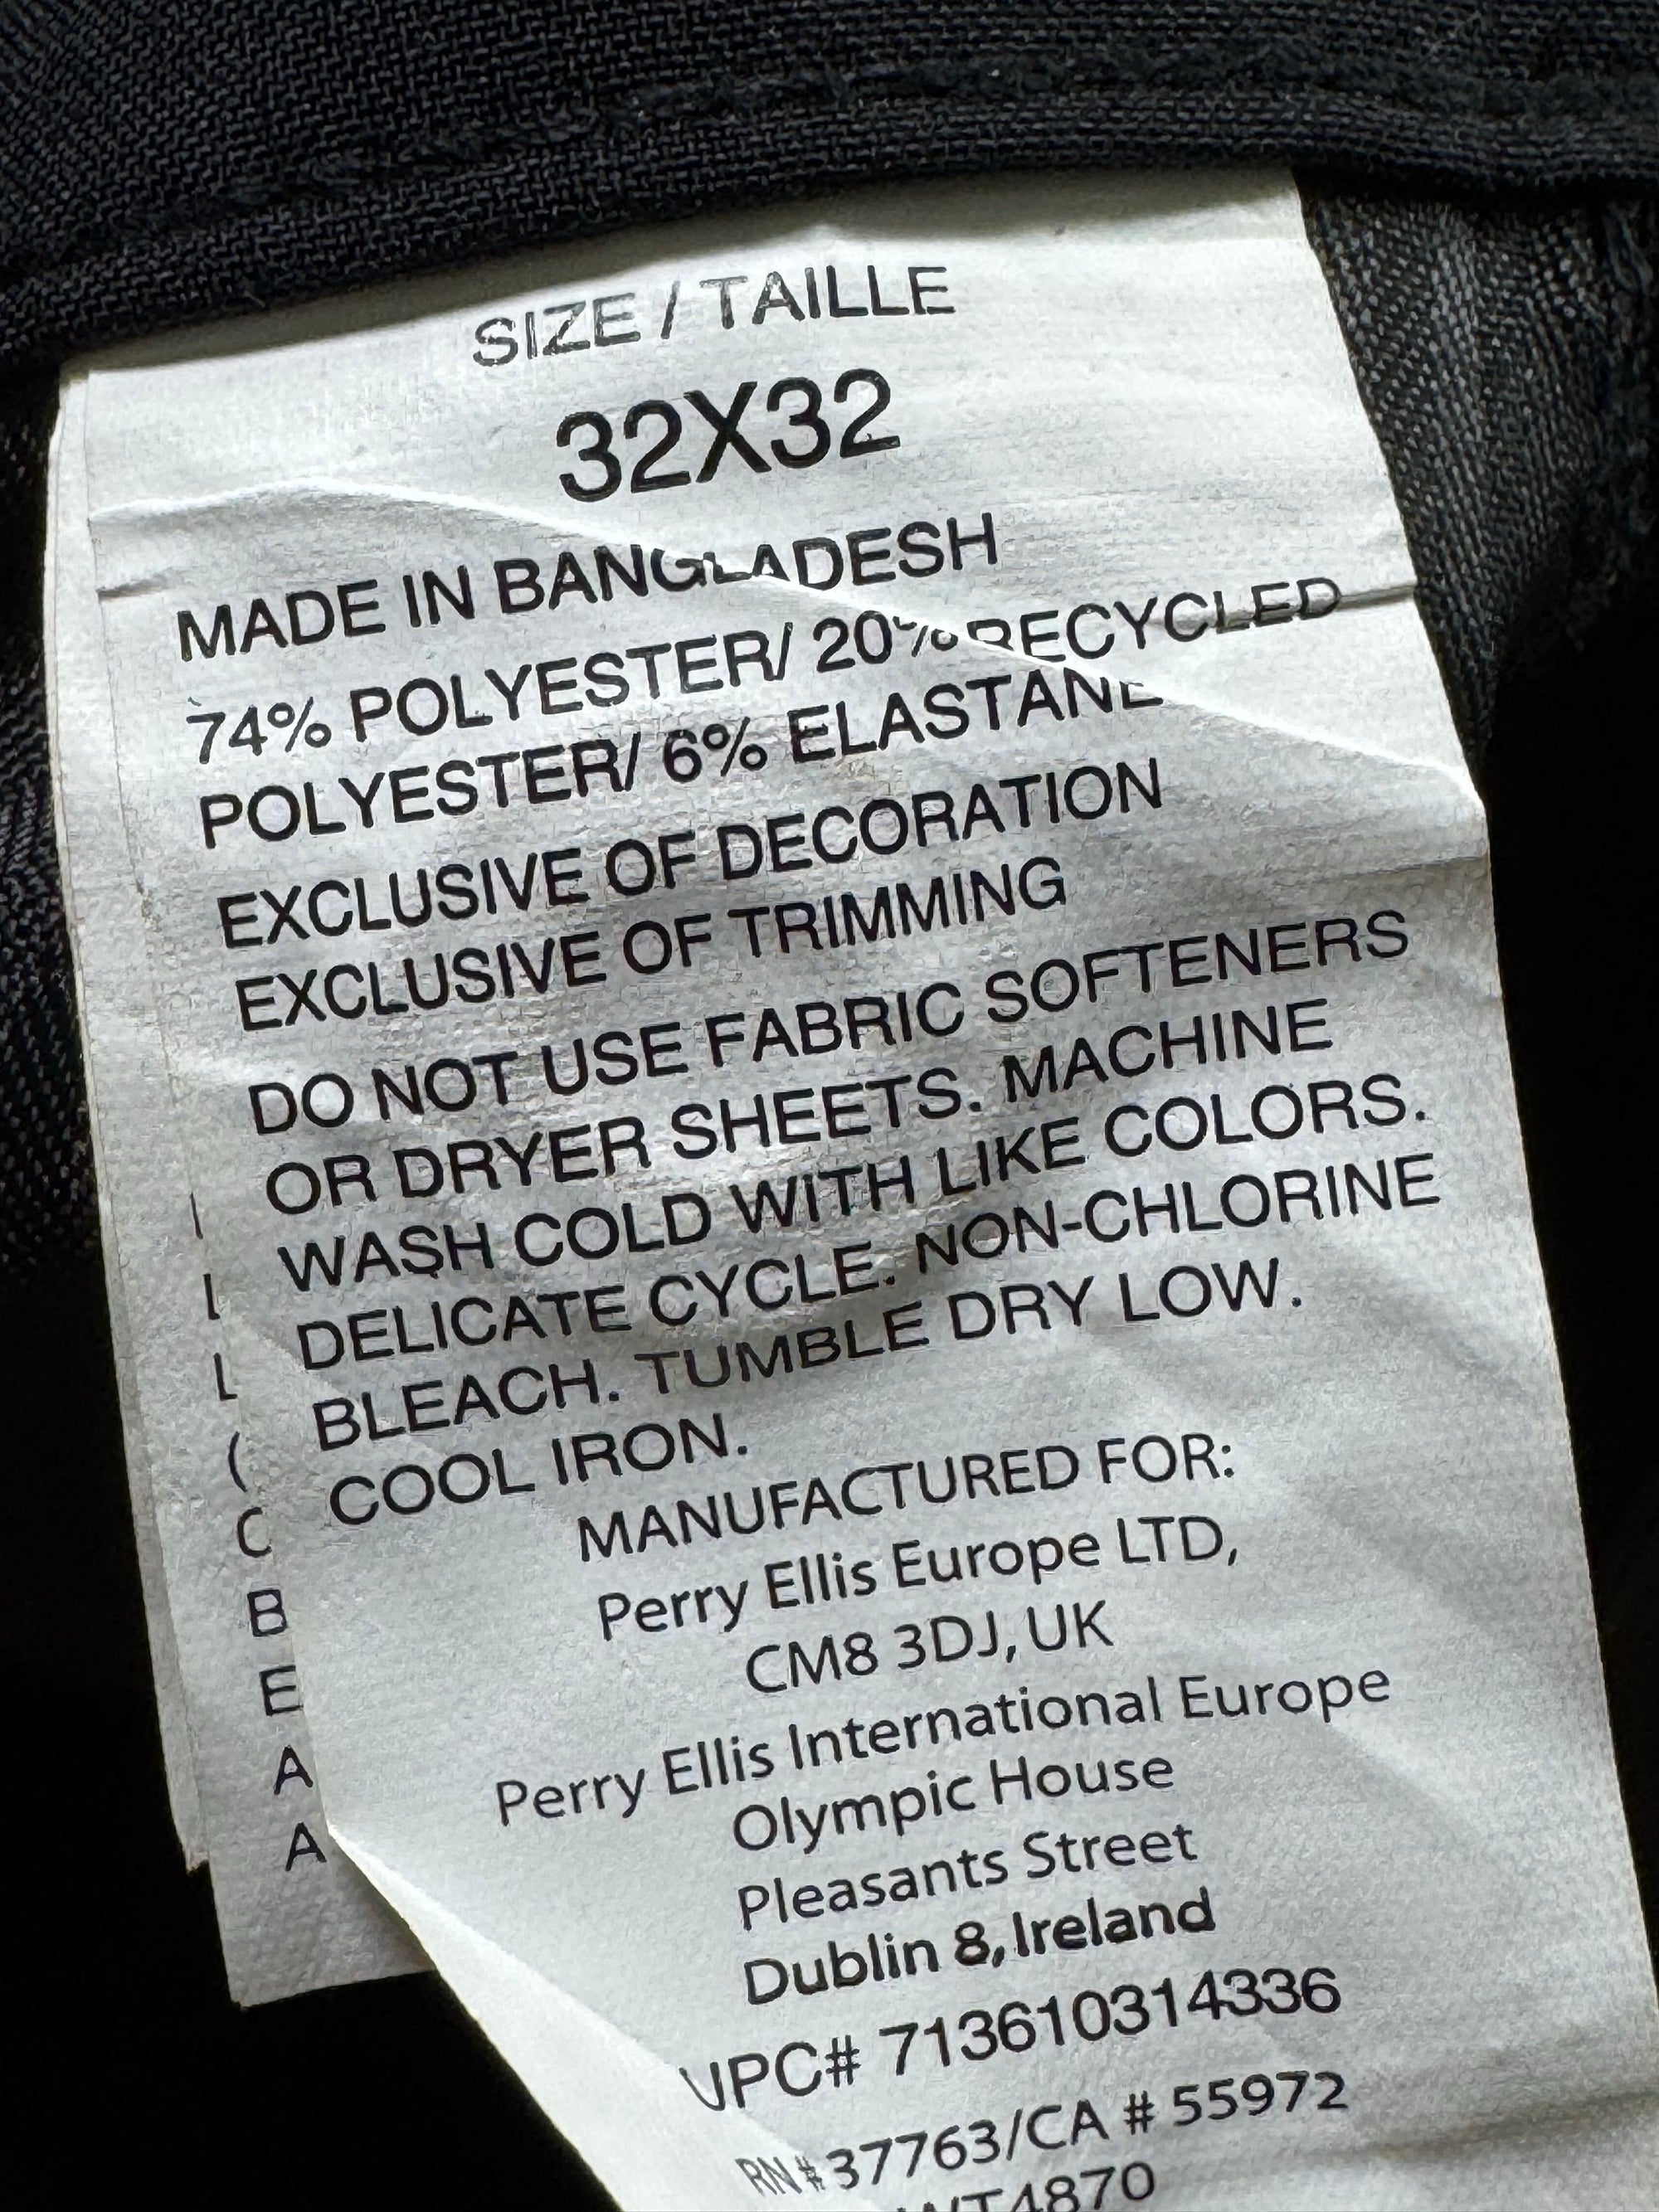 SIZE / TAILLE
32X32
MADE IN BANGLADESH
74% POLYESTER/ 20% RECYCLED
POLYESTER/ 6% ELASTANE
EXCLUSIVE OF DECORATION
EXCLUSIVE OF TRIMMING
DO NOT USE FABRIC SOFTENERS
OR DRYER SHEETS. MACHINE
WASH COLD WITH LIKE COLORS.
DELICATE CYCLE. NON-CHLORINE
BLEACH. TUMBLE DRY LOW.
COOL IRON.
MANUFACTURED FOR:
Perry Ellis Europe LTD,
CM8 3DJ, UK
Perry Ellis International Europe
Olympic House
Pleasants Street
Dublin 8, Ireland
UPC# 713610314336
RN# 37763/CA # 55972